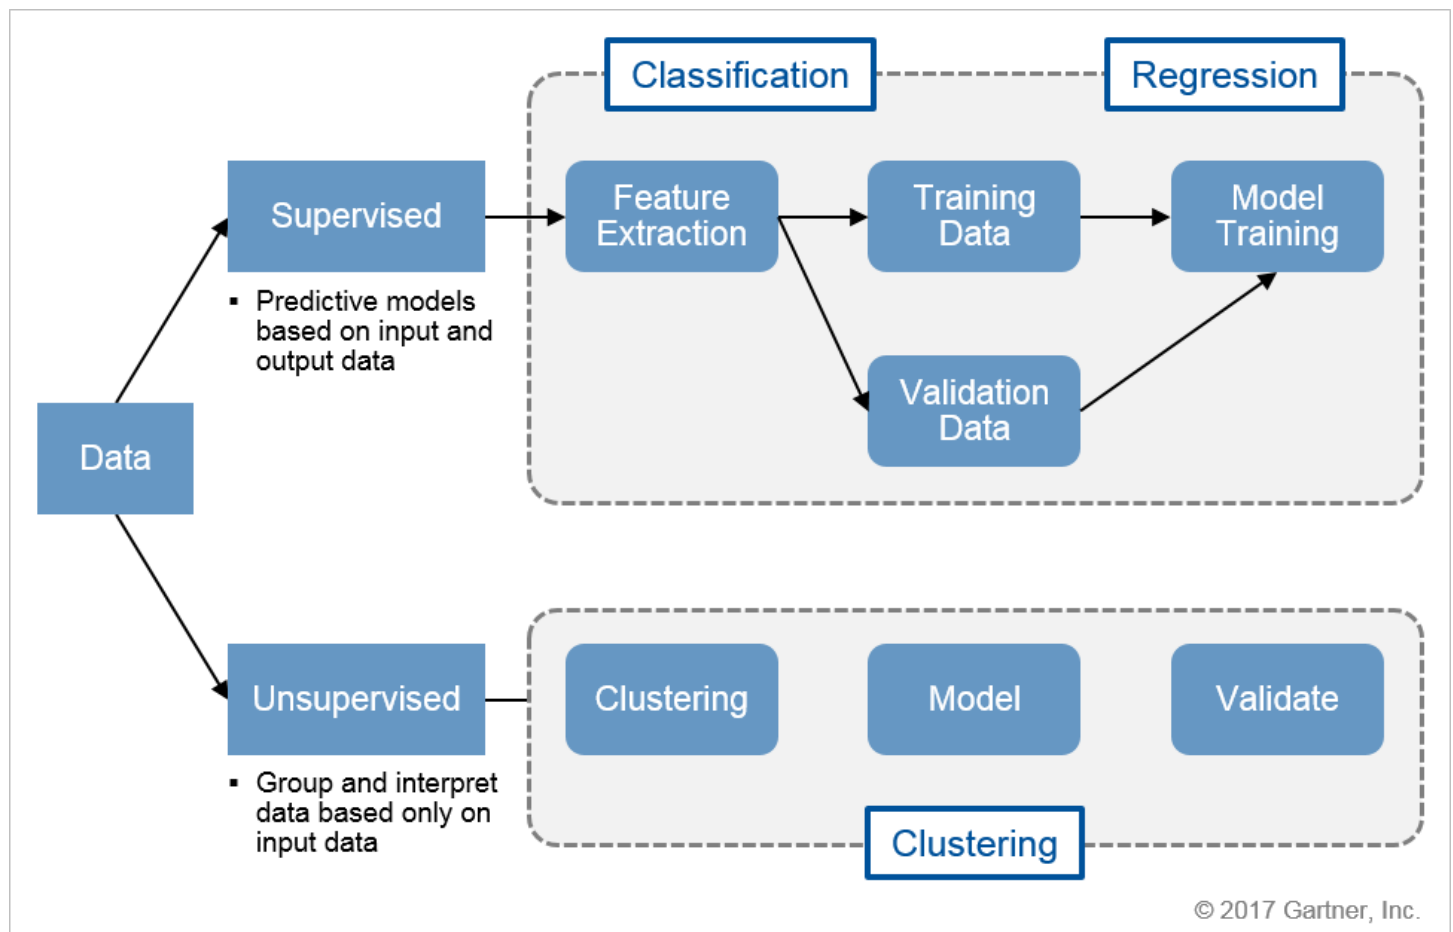 Classification
Regression
Supervised
Feature
Extraction
Training
Data
Model
Training
▪ Predictive models
based on input and
output data
Validation
Data
Data
Unsupervised
Clustering
Model
Validate
▪ Group and interpret
data based only on
input data
Clustering
© 2017 Gartner, Inc.